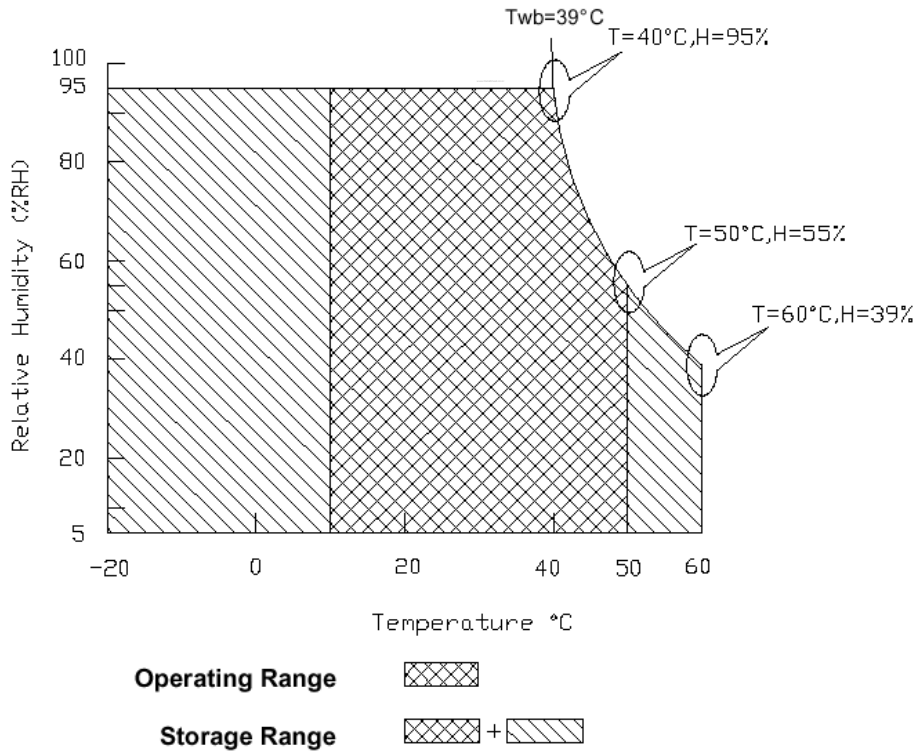 Twb=39°C
T=40°C,H=95%
100
95
80
60
40
20
5
Relative Humidity (%RH)
T=50°C,H=55%
T=60°C,H=39%
-20 0 20 40 50 60
Temperature °C
Operating Range
Storage Range +